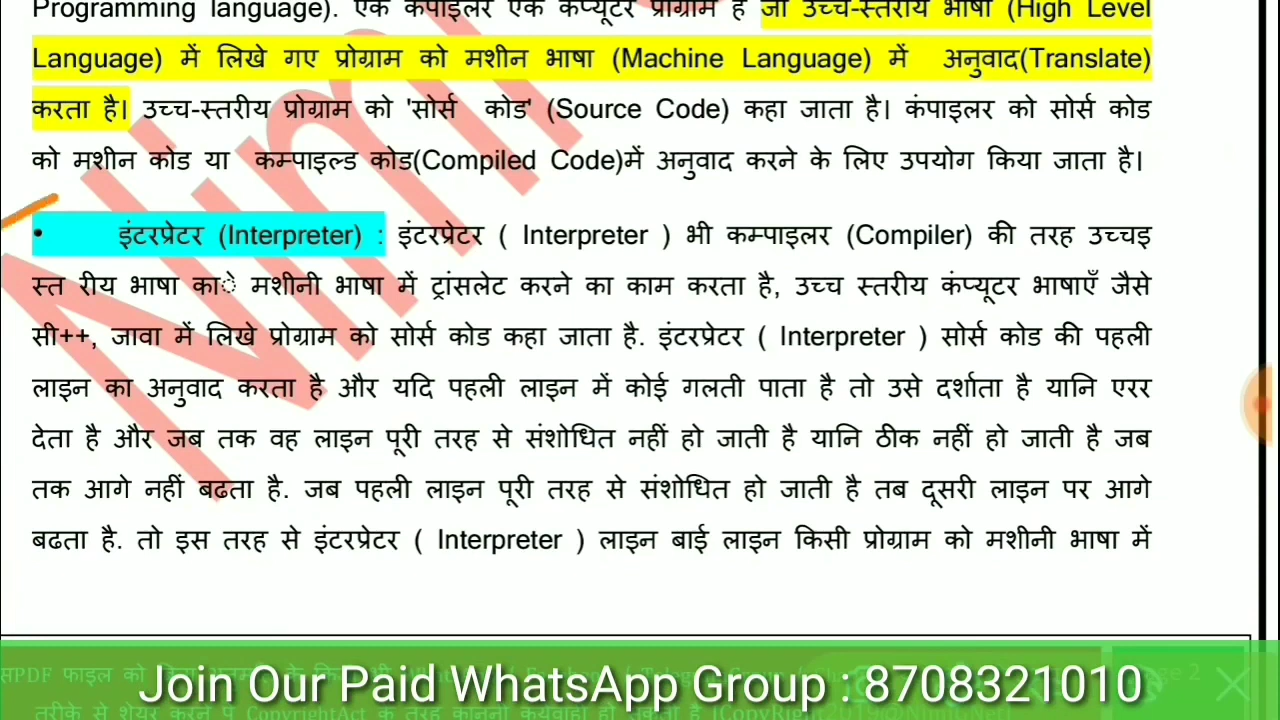 Programming language). एक कंपाइलर एक कंप्यूटर प्रोग्राम है जो उच्च-स्तरीय भाषा (High Level
Language) में लिखे गए प्रोग्राम को मशीन भाषा (Machine Language) में अनुवाद(Translate)
करता है। उच्च-स्तरीय प्रोग्राम को 'सोर्स कोड' (Source Code) कहा जाता है। कंपाइलर को सोर्स कोड
को मशीन कोड या कम्पाइल्ड कोड(Compiled Code)में अनुवाद करने के लिए उपयोग किया जाता है।
• इंटरप्रेटर (Interpreter) : इंटरप्रेटर ( Interpreter ) भी कम्पाइलर (Compiler) की तरह उच्चइ
स्त रीय भाषा काे मशीनी भाषा में ट्रांसलेट करने का काम करता है, उच्च स्तरीय कंप्यूटर भाषाएँ जैसे
सी++, जावा में लिखे प्रोग्राम को सोर्स कोड कहा जाता है. इंटरप्रेटर ( Interpreter ) सोर्स कोड की पहली
लाइन का अनुवाद करता है और यदि पहली लाइन में कोई गलती पाता है तो उसे दर्शाता है यानि एरर
देता है और जब तक वह लाइन पूरी तरह से संशोधित नहीं हो जाती है यानि ठीक नहीं हो जाती है जब
तक आगे नहीं बढता है. जब पहली लाइन पूरी तरह से संशोधित हो जाती है तब दूसरी लाइन पर आगे
बढता है. तो इस तरह से इंटरप्रेटर ( Interpreter ) लाइन बाई लाइन किसी प्रोग्राम को मशीनी भाषा में
Join Our Paid WhatsApp Group : 8708321010